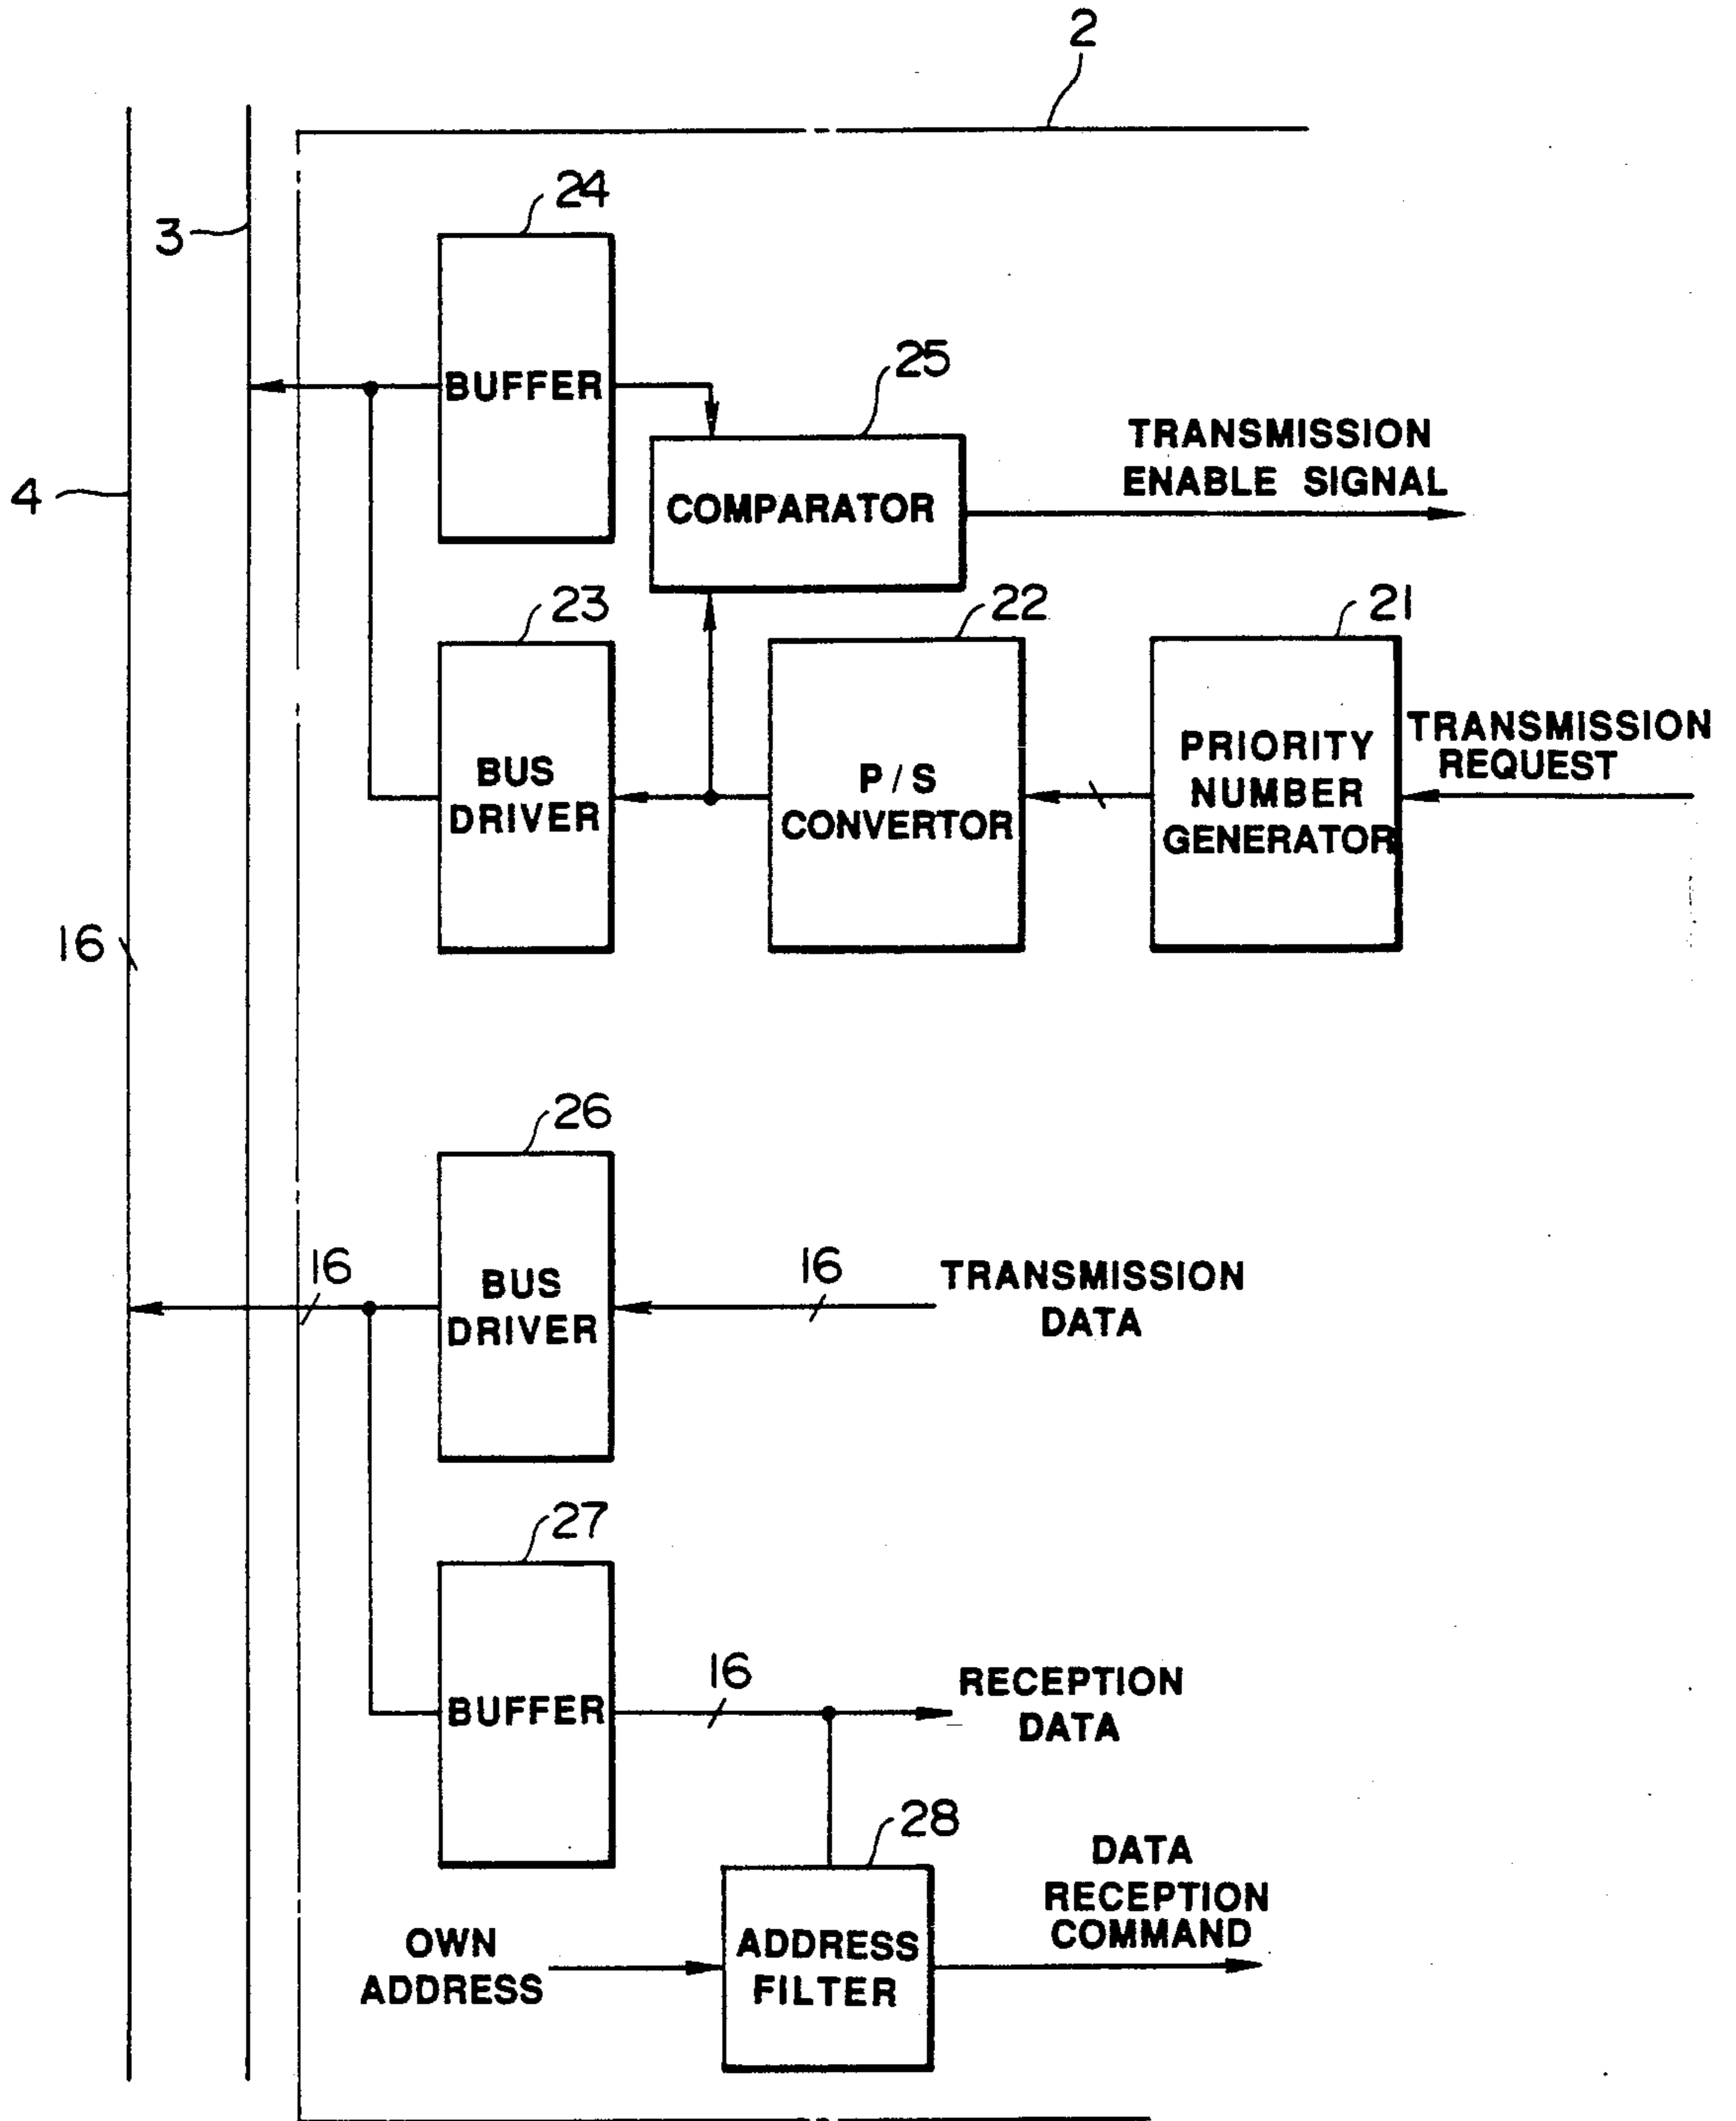 2
24
3
BUFFER
25
TRANSMISSION
ENABLE SIGNAL
4
COMPARATOR
23
22
21
BUS
DRIVER
P/S
CONVERTOR
PRIORITY
NUMBER
GENERATOR
TRANSMISSION
REQUEST
16
26
16
BUS
DRIVER
16
TRANSMISSION
DATA
27
BUFFER
16
RECEPTION
DATA
28
OWN
ADDRESS
ADDRESS
FILTER
DATA
RECEPTION
COMMAND